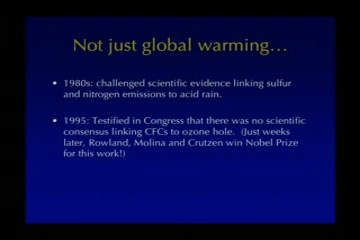 Not just global warming…
• 1980s: challenged scientific evidence linking sulfur
and nitrogen emissions to acid rain.
• 1995: Testified in Congress that there was no scientific
consensus linking CFCs to ozone hole. (Just weeks
later, Rowland, Molina and Crutzen win Nobel Prize
for this work!)